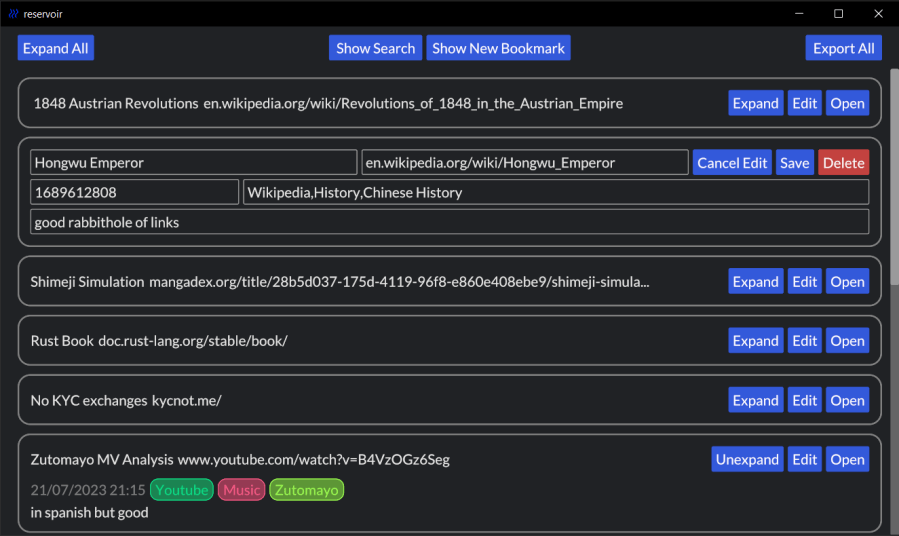 reservoir
Expand All Show Search Show New Bookmark Export All
1848 Austrian Revolutions en.wikipedia.org/wiki/Revolutions_of_1848_in_the_Austrian_Empire Expand Edit Open
Hongwu Emperor en.wikipedia.org/wiki/Hongwu_Emperor Cancel Edit Save Delete
1689612808 Wikipedia,History,Chinese History
good rabbithole of links
Shimeji Simulation mangadex.org/title/28b5d037-175d-4119-96f8-e860e408ebe9/shimeji-simula... Expand Edit Open
Rust Book doc.rust-lang.org/stable/book/ Expand Edit Open
No KYC exchanges kycnot.me/ Expand Edit Open
Zutomayo MV Analysis www.youtube.com/watch?v=B4VzOGz6Seg Unexpand Edit Open
21/07/2023 21:15 Youtube Music Zutomayo
in spanish but good